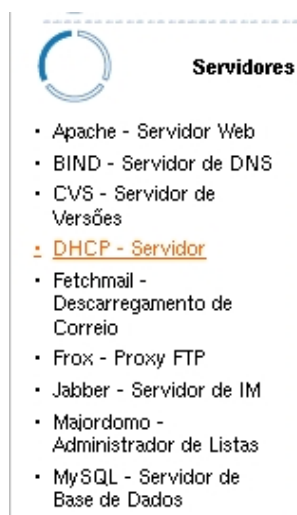 Servidores
· Apache - Servidor Web
· BIND - Servidor de DNS
· CVS - Servidor de
Versões
· DHCP - Servidor
· Fetchmail -
Descarregamento de
Correio
· Frox - Proxy FTP
· Jabber - Servidor de IM
· Majordomo -
Administrador de Listas
· MySQL - Servidor de
Base de Dados